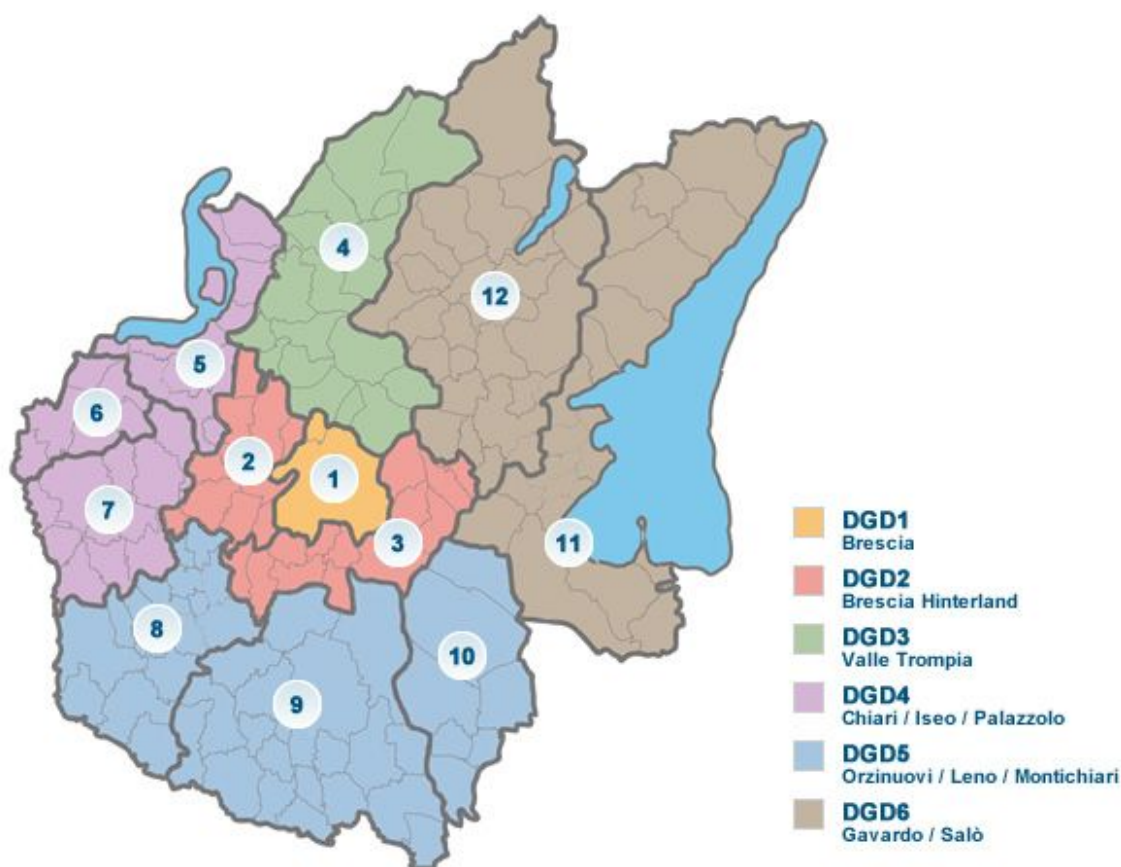 4
12
5
6
2
1
7
3
11
8
10
9
DGD1
Brescia
DGD2
Brescia Hinterland
DGD3
Valle Trompia
DGD4
Chiari / Iseo / Palazzolo
DGD5
Orzinuovi / Leno / Montichiari
DGD6
Gavardo / Salò